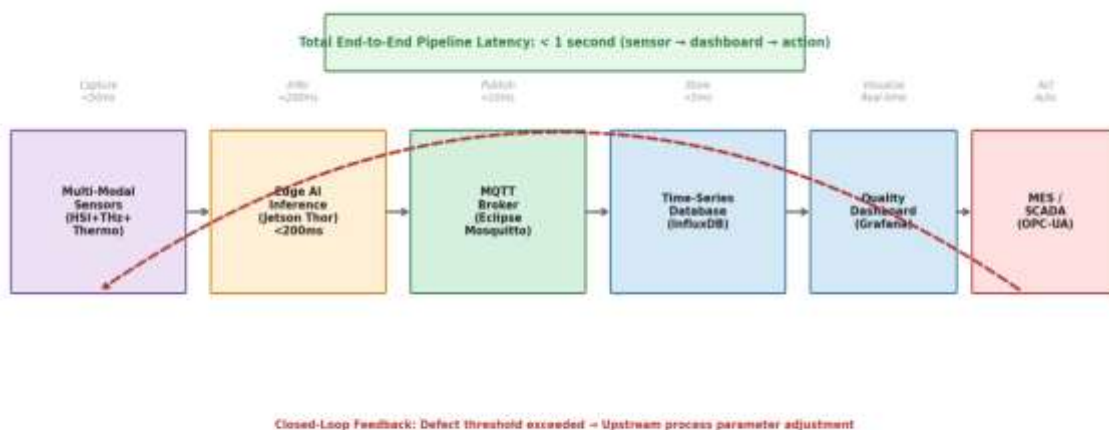 Total End-to-End Pipeline Latency: < 1 second (sensor → dashboard → action)
Capture
<50ms
<200ms
Publish
<10ms
Store
<5ms
Visualize
Real-time
Act
Auto
Multi-Modal
Sensors
(HSI+THz+
Thermo)
Edge AI
Inference
(Jetson Thor)
<200ms
MQTT
Broker
(Eclipse
Mosquitto)
Time-Series
Database
(InfluxDB)
Quality
Dashboard
(Grafana)
MES /
SCADA
(OPC-UA)
Closed-Loop Feedback: Defect threshold exceeded → Upstream process parameter adjustment